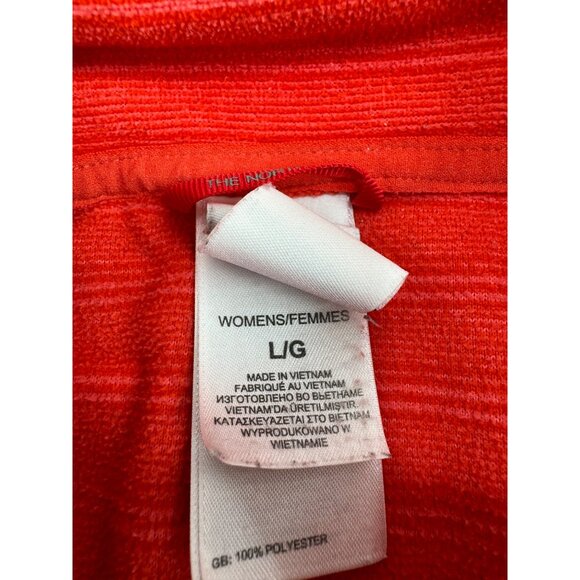 THE NOR
WOMENS/FEMMES
L/G
MADE IN VIETNAM
FABRIQUÉ AU VIETNAM
ИЗГОТОВЛЕНО ВО ВЬЕТНАМЕ
VIETNAM'DA ÜRETILMIŞTIR
ΚΑΤΑΣΚΕΥΑΖΕΤΑΙ ΣΤΟ ΒΙΕΤΝΑΜ
WYPRODUKOWANO W
WIETNAMIE
GB: 100% POLYESTER